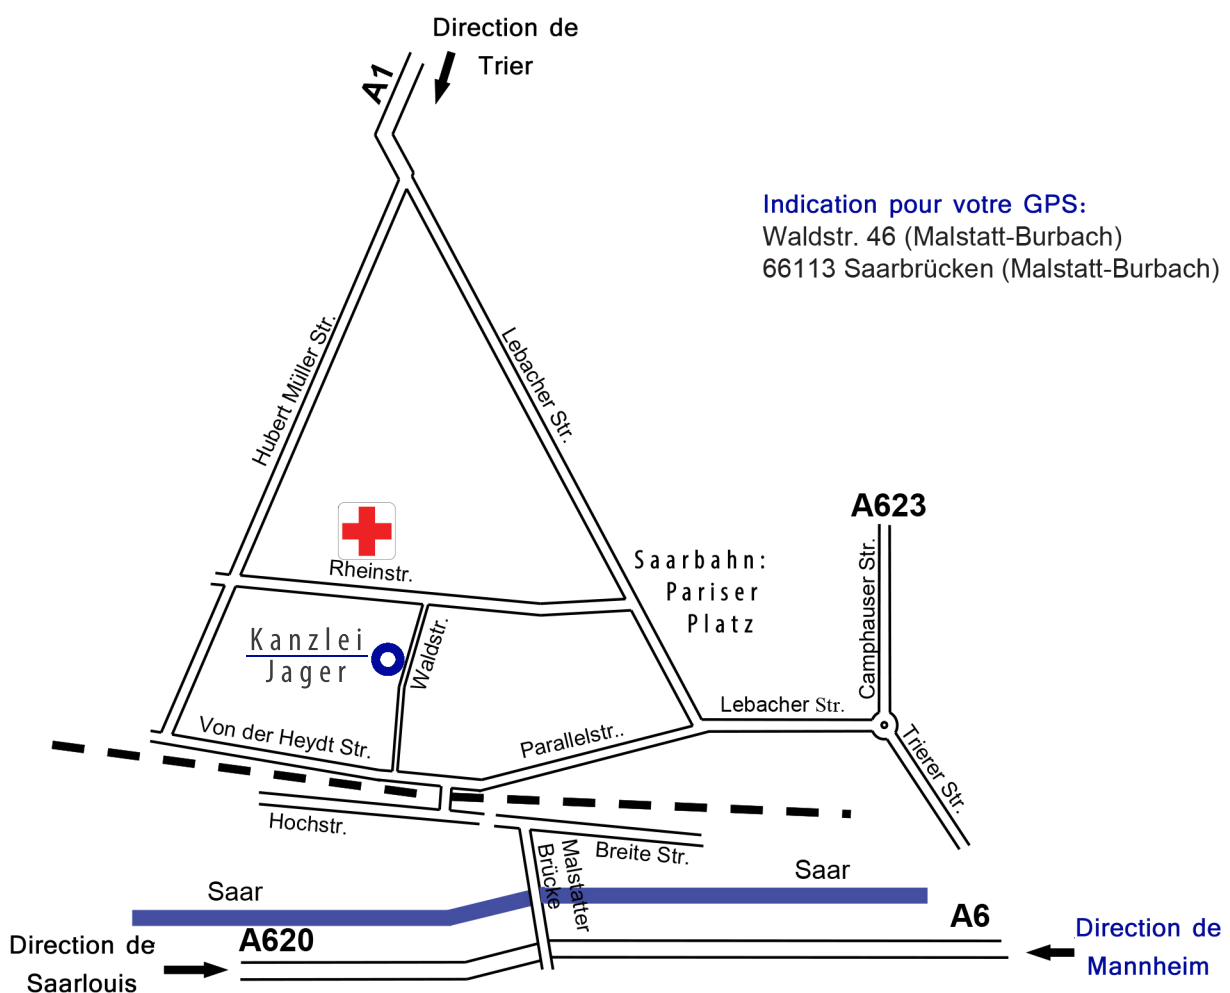 Direction de
Trier
A1
Indication pour votre GPS:
Waldstr. 46 (Malstatt-Burbach)
66113 Saarbrücken (Malstatt-Burbach)
Hubert Müller Str.
Lebacher Str.
A623
Saarbahn:
Pariser
Platz
Rheinstr.
Camphauser Str.
Kanzlei
Jager
Waldstr.
Lebacher Str.
Von der Heydt Str.
Parallelstr..
Trierer Str.
Hochstr.
Breite Str.
Malstatter
Brücke
Saar
Saar
A6
A620
Direction de
Saarlouis
Direction de
Mannheim